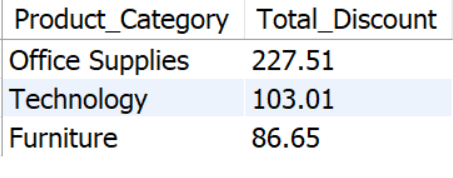 Product_Category Total_Discount
Office Supplies 227.51
Technology 103.01
Furniture 86.65